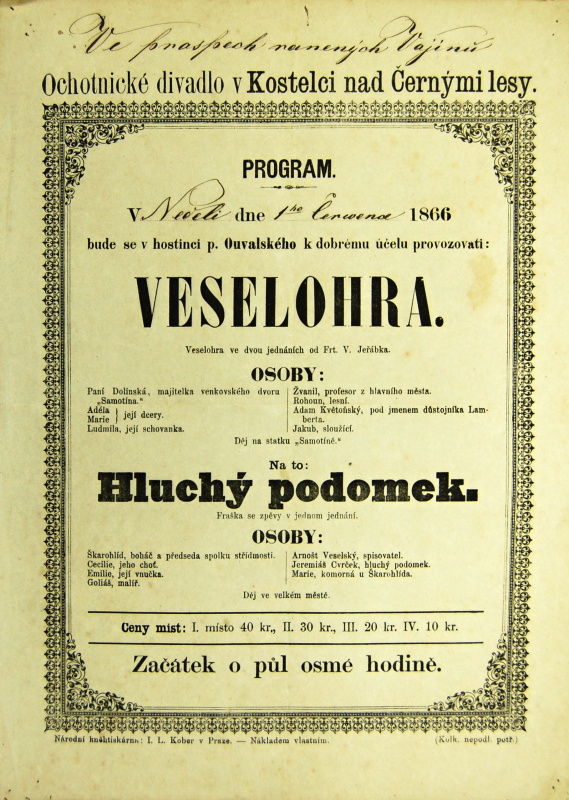 Ve prospěch raněných Vojínů
Ochotnické divadlo v Kostelci nad Černými lesy.
PROGRAM.
V Neděli dne 1ho Července 1866
bude se v hostinci p. Ouvalského k dobrému účelu provozovati:
VESELOHRA.
Veselohra ve dvou jednáních od Frt. V. Jeřábka.
OSOBY:
Paní Dolinská, majitelka venkovského dvoru
„Samotína.“
Adéla } její dcery.
Marie
Ludmila, její schovanka.
Žvanil, profesor z hlavního města.
Rohoun, lesní.
Adam Květoňský, pod jmenem důstojníka Lam-
berta.
Jakub, sloužící.
Děj na statku „Samotíně.“
Na to:
Hluchý podomek.
Fraška se zpěvy v jednom jednání.
OSOBY:
Škarohlíd, boháč a předseda spolku střídmosti.
Cecilie, jeho choť.
Emilie, její vnučka.
Goliáš, malíř.
Arnošt Veselský, spisovatel.
Jeremiáš Cvrček, hluchý podomek.
Marie, komorná u Škarohlída.
Děj ve velkém městě.
Ceny míst: I. místo 40 kr., II. 30 kr., III. 20 kr. IV. 10 kr.
Začátek o půl osmé hodině.
Národní kněhtiskárna: I. L. Kober v Praze. — Nákladem vlastním.
(Kolk. nepodl. potř.)